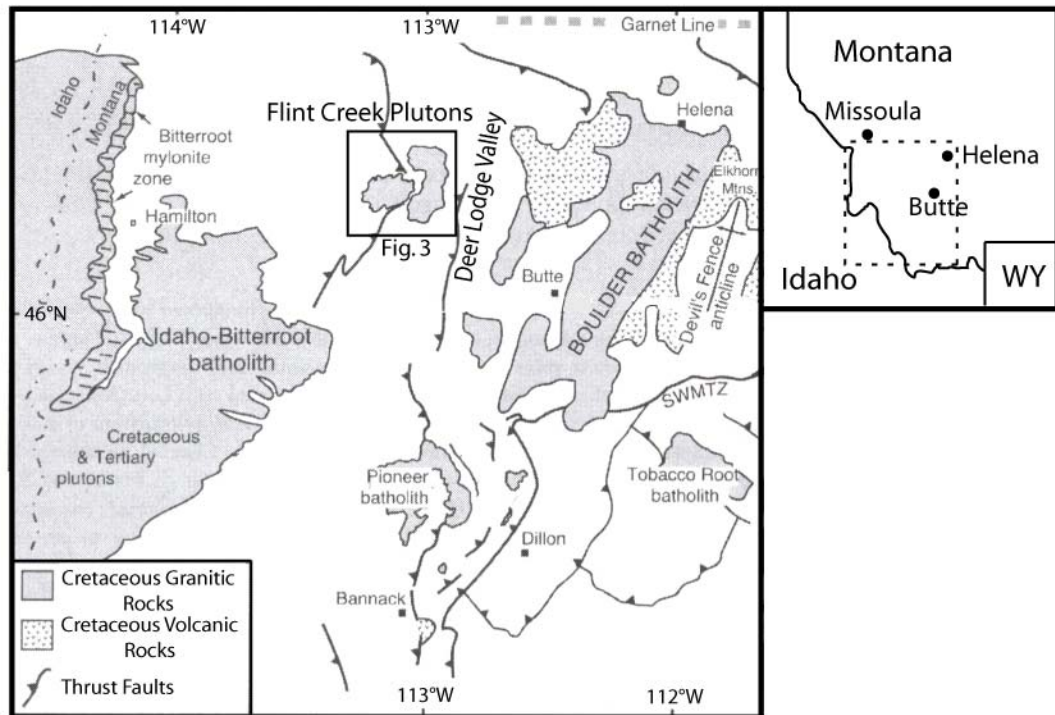 114°W
113°W
Garnet Line
Idaho
Montana
Bitterroot
mylonite
zone
Hamilton
Flint Creek Plutons
Fig. 3
Deer Lodge Valley
Helena
Elkhorn
Mtns.
Butte
BOULDER BATHOLITH
Devil's Fence
anticline
46°N
Idaho-Bitterroot
batholith
SWMTZ
Cretaceous
& Tertiary
plutons
Pioneer
batholith
Tobacco Root
batholith
Dillon
Bannack
Cretaceous Granitic
Rocks
Cretaceous Volcanic
Rocks
Thrust Faults
113°W
112°W
Montana
Missoula
Helena
Butte
Idaho
WY